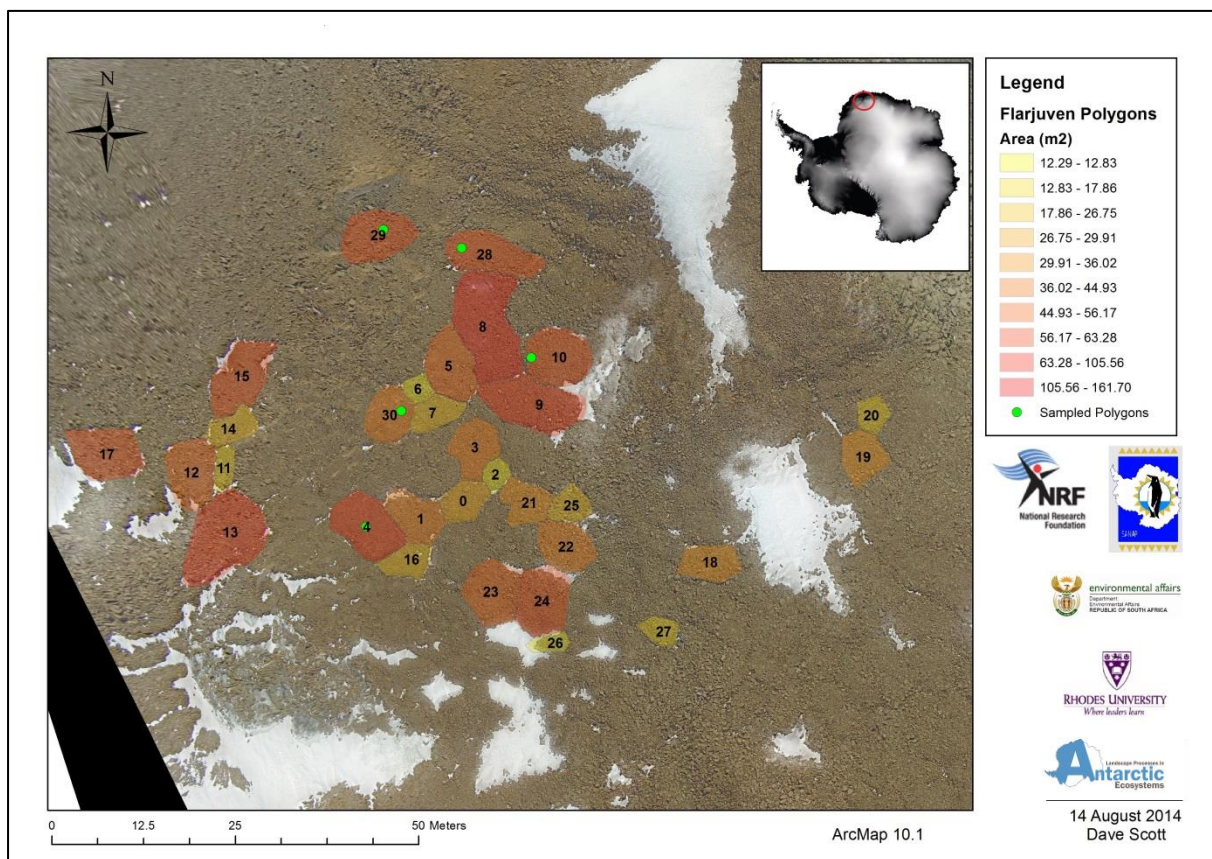 N
29
28
8
10
5
15
6
9
30
7
20
14
3
17
12
11
2
19
0
21
25
1
4
13
22
16
18
23
24
27
26
Legend
Flarjuven Polygons
Area (m2)
12.29 - 12.83
12.83 - 17.86
17.86 - 26.75
26.75 - 29.91
29.91 - 36.02
36.02 - 44.93
44.93 - 56.17
56.17 - 63.28
63.28 - 105.56
105.56 - 161.70
Sampled Polygons
NRF
National Research
Foundation
SANAP
environmental affairs
Department:
Environmental Affairs
REPUBLIC OF SOUTH AFRICA
RHODES UNIVERSITY
Where leaders learn
Landscape Processes in
Antarctic
Ecosystems
14 August 2014
Dave Scott
0 12.5 25 50 Meters
ArcMap 10.1